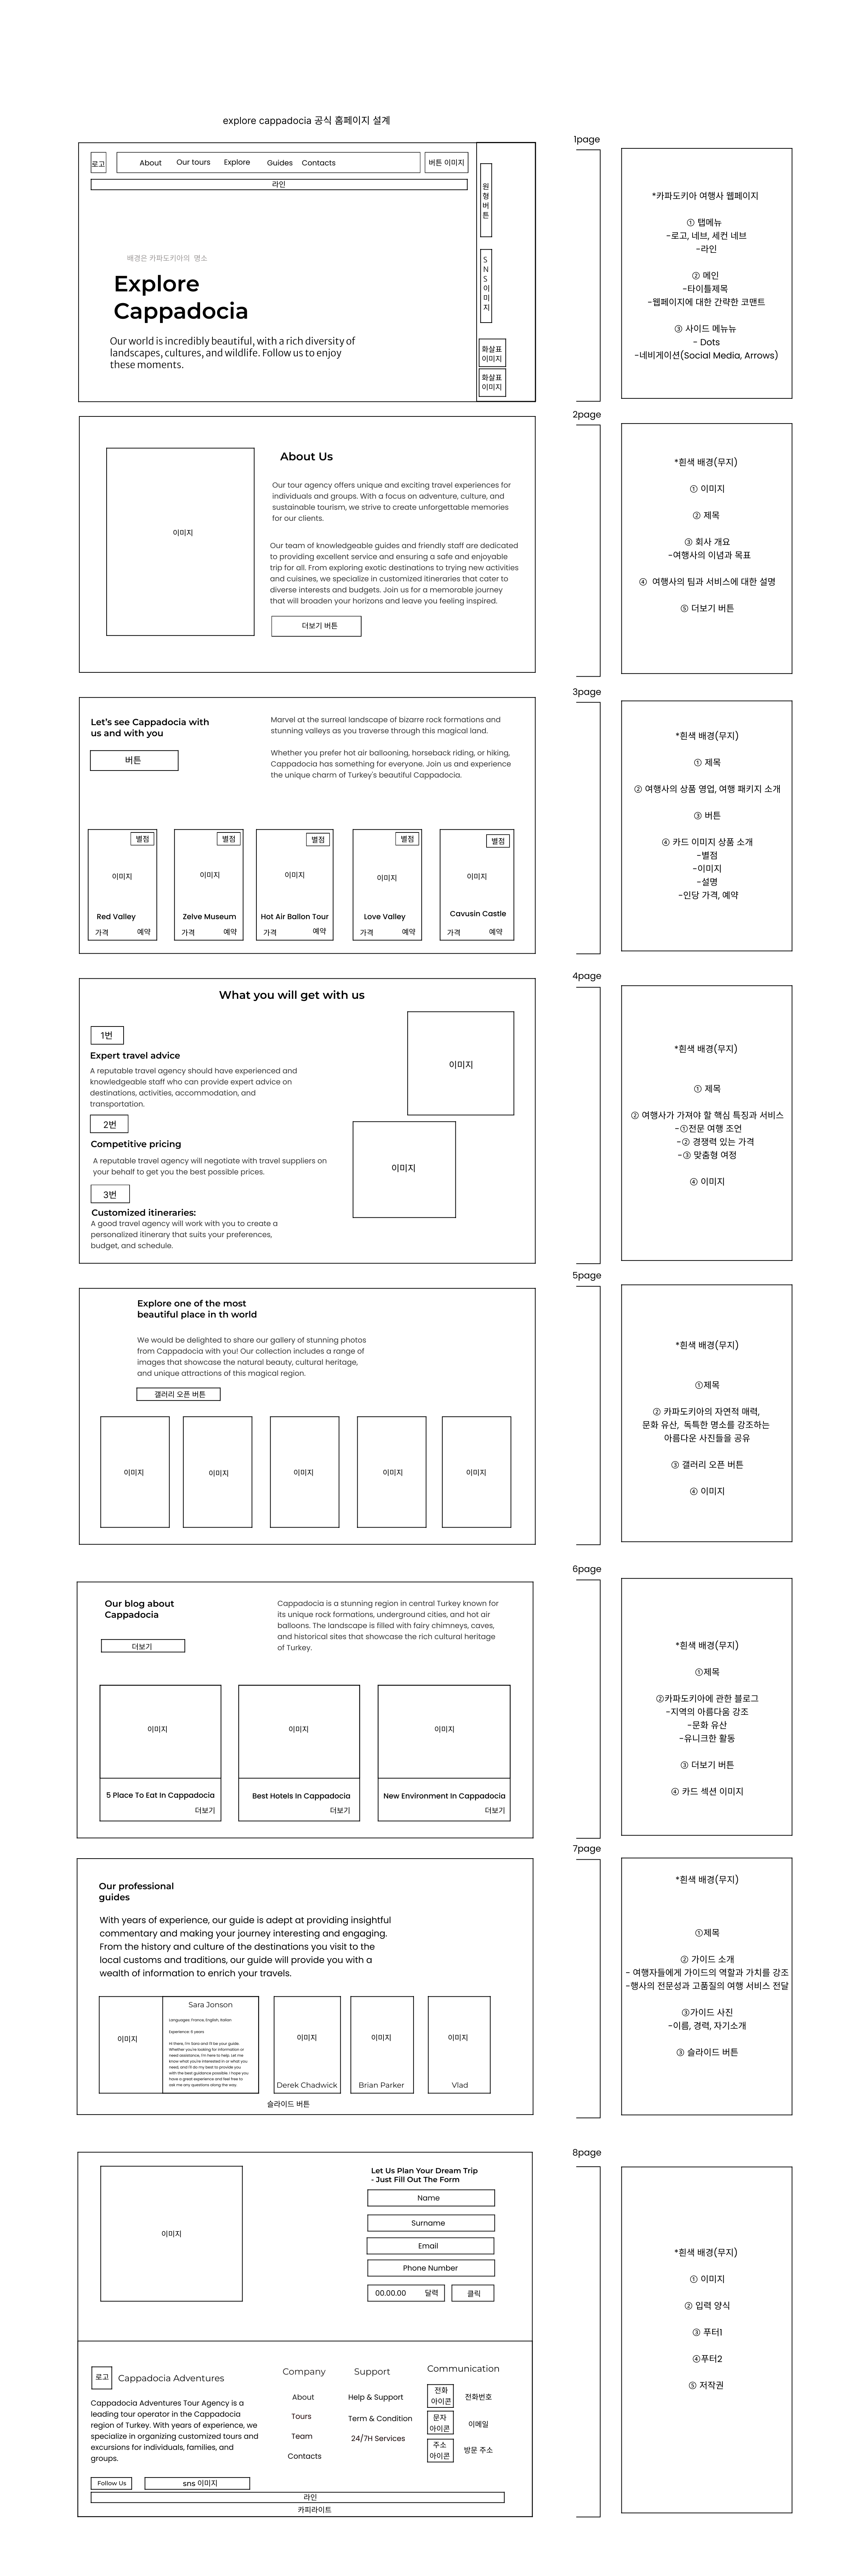 explore cappadocia 공식 홈페이지 설계
로고
About Our tours Explore Guides Contacts
버튼 이미지
라인
원형버튼
SNS이미지
화살표
이미지
화살표
이미지
배경은 카파도키아의 명소
Explore
Cappadocia
Our world is incredibly beautiful, with a rich diversity of
landscapes, cultures, and wildlife. Follow us to enjoy
these moments.
1page
*카파도키아 여행사 웹페이지
① 탭메뉴
-로고, 네브, 세컨 네브
-라인
② 메인
-타이틀제목
-웹페이지에 대한 간략한 코맨트
③ 사이드 메뉴뉴
- Dots
-네비게이션(Social Media, Arrows)
이미지
About Us
Our tour agency offers unique and exciting travel experiences for
individuals and groups. With a focus on adventure, culture, and
sustainable tourism, we strive to create unforgettable memories
for our clients.
Our team of knowledgeable guides and friendly staff are dedicated
to providing excellent service and ensuring a safe and enjoyable
trip for all. From exploring exotic destinations to trying new activities
and cuisines, we specialize in customized itineraries that cater to
diverse interests and budgets. Join us for a memorable journey
that will broaden your horizons and leave you feeling inspired.
더보기 버튼
2page
*흰색 배경(무지)
① 이미지
② 제목
③ 회사 개요
-여행사의 이념과 목표
④ 여행사의 팀과 서비스에 대한 설명
⑤ 더보기 버튼
Let's see Cappadocia with
us and with you
버튼
Marvel at the surreal landscape of bizarre rock formations and
stunning valleys as you traverse through this magical land.
Whether you prefer hot air ballooning, horseback riding, or hiking,
Cappadocia has something for everyone. Join us and experience
the unique charm of Turkey's beautiful Cappadocia.
별점
이미지
Red Valley
가격 예약
별점
이미지
Zelve Museum
가격 예약
별점
이미지
Hot Air Ballon Tour
가격 예약
별점
이미지
Love Valley
가격 예약
별점
이미지
Cavusin Castle
가격 예약
3page
*흰색 배경(무지)
① 제목
② 여행사의 상품 영업, 여행 패키지 소개
③ 버튼
④ 카드 이미지 상품 소개
-별점
-이미지
-설명
-인당 가격, 예약
What you will get with us
1번
Expert travel advice
A reputable travel agency should have experienced and
knowledgeable staff who can provide expert advice on
destinations, activities, accommodation, and
transportation.
2번
Competitive pricing
A reputable travel agency will negotiate with travel suppliers on
your behalf to get you the best possible prices.
3번
Customized itineraries:
A good travel agency will work with you to create a
personalized itinerary that suits your preferences,
budget, and schedule.
이미지
이미지
4page
*흰색 배경(무지)
① 제목
② 여행사가 가져야 할 핵심 특징과 서비스
-①전문 여행 조언
-② 경쟁력 있는 가격
-③ 맞춤형 여정
④ 이미지
Explore one of the most
beautiful place in th world
We would be delighted to share our gallery of stunning photos
from Cappadocia with you! Our collection includes a range of
images that showcase the natural beauty, cultural heritage,
and unique attractions of this magical region.
갤러리 오픈 버튼
이미지
이미지
이미지
이미지
이미지
5page
*흰색 배경(무지)
①제목
② 카파도키아의 자연적 매력,
문화 유산, 독특한 명소를 강조하는
아름다운 사진들을 공유
③ 갤러리 오픈 버튼
④ 이미지
Our blog about
Cappadocia
더보기
Cappadocia is a stunning region in central Turkey known for
its unique rock formations, underground cities, and hot air
balloons. The landscape is filled with fairy chimneys, caves,
and historical sites that showcase the rich cultural heritage
of Turkey.
이미지
5 Place To Eat In Cappadocia
더보기
이미지
Best Hotels In Cappadocia
더보기
이미지
New Environment In Cappadocia
더보기
6page
*흰색 배경(무지)
①제목
②카파도키아에 관한 블로그
-지역의 아름다움 강조
-문화 유산
-유니크한 활동
③ 더보기 버튼
④ 카드 섹션 이미지
Our professional
guides
With years of experience, our guide is adept at providing insightful
commentary and making your journey interesting and engaging.
From the history and culture of the destinations you visit to the
local customs and traditions, our guide will provide you with a
wealth of information to enrich your travels.
이미지
Sara Jonson
Languages: France, English, Italian
Experience: 6 years
Hi there, I'm Sara and I'll be your guide.
Whether you're looking for information or
need assistance, I'm here to help. Let me
know what you're interested in or what you
need, and I'll do my best to provide you
with the best guidance possible. I hope you
have a great experience and feel free to
ask me any questions along the way.
이미지
Derek Chadwick
이미지
Brian Parker
이미지
Vlad
슬라이드 버튼
7page
*흰색 배경(무지)
①제목
② 가이드 소개
- 여행자들에게 가이드의 역할과 가치를 강조
-행사의 전문성과 고품질의 여행 서비스 전달
③가이드 사진
-이름, 경력, 자기소개
③ 슬라이드 버튼
이미지
Let Us Plan Your Dream Trip
- Just Fill Out The Form
Name
Surname
Email
Phone Number
00.00.00 달력
클릭
로고
Cappadocia Adventures
Cappadocia Adventures Tour Agency is a
leading tour operator in the Cappadocia
region of Turkey. With years of experience, we
specialize in organizing customized tours and
excursions for individuals, families, and
groups.
Follow Us
sns 이미지
Company
About
Tours
Team
Contacts
Support
Help & Support
Term & Condition
24/7H Services
Communication
전화
아이콘
전화번호
문자
아이콘
이메일
주소
아이콘
방문 주소
라인
카피라이트
8page
*흰색 배경(무지)
① 이미지
② 입력 양식
③ 푸터1
④푸터2
⑤ 저작권